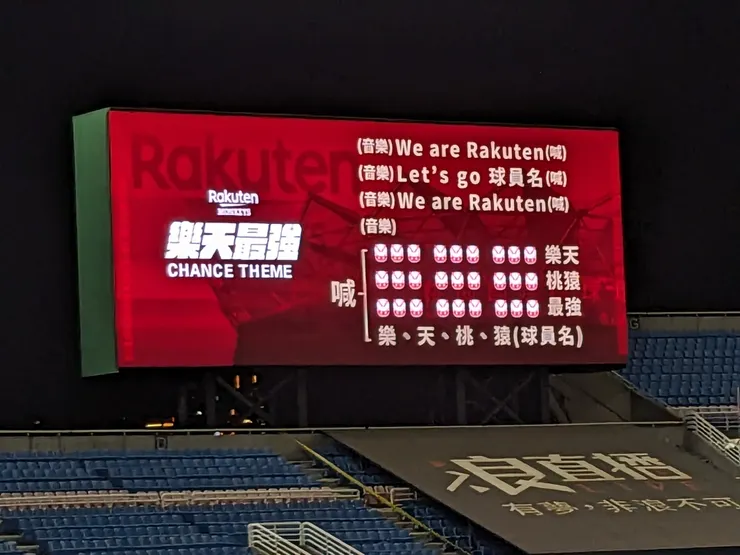 Rakuten
Rakuten
MONKEYS
樂天最強
CHANCE THEME
(音樂)We are Rakuten(喊)
(音樂)Let's go 球員名(喊)
(音樂)We are Rakuten(喊)
(音樂)
樂天
桃猿
最強
喊
樂、天、桃、猿(球員名)
G
浪直播
LIVE
有夢,非浪不可